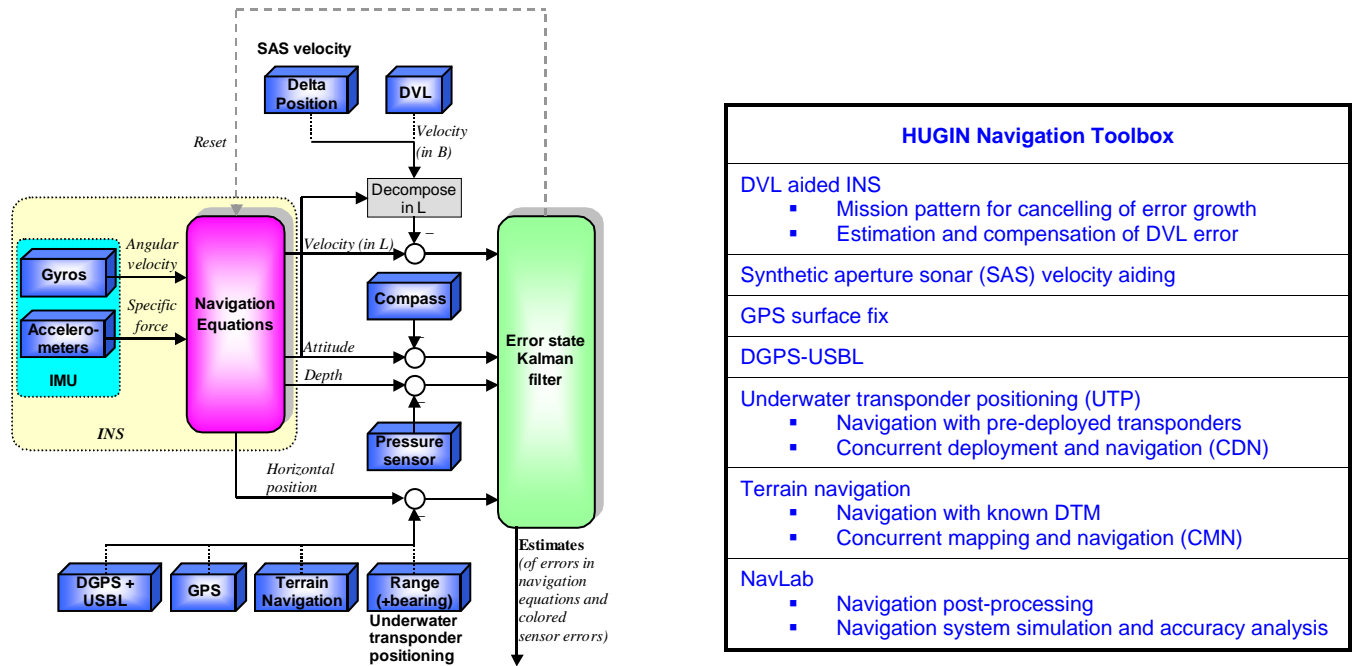 SAS velocity
Delta
Position
DVL
Velocity
(in B)
Reset
Decompose
in L
–
Velocity (in L)
Angular
velocity
Gyros
Specific
force
Accelero-
meters
IMU
INS
Navigation
Equations
Compass
–
Attitude
Depth
–
Pressure
sensor
Error state
Kalman
filter
Horizontal
position
–
DGPS +
USBL
GPS
Terrain
Navigation
Range
(+bearing)
Underwater
transponder
positioning
Estimates
(of errors in
navigation
equations and
colored
sensor errors)
HUGIN Navigation Toolbox
DVL aided INS
▪ Mission pattern for cancelling of error growth
▪ Estimation and compensation of DVL error
Synthetic aperture sonar (SAS) velocity aiding
GPS surface fix
DGPS-USBL
Underwater transponder positioning (UTP)
▪ Navigation with pre-deployed transponders
▪ Concurrent deployment and navigation (CDN)
Terrain navigation
▪ Navigation with known DTM
▪ Concurrent mapping and navigation (CMN)
NavLab
▪ Navigation post-processing
▪ Navigation system simulation and accuracy analysis